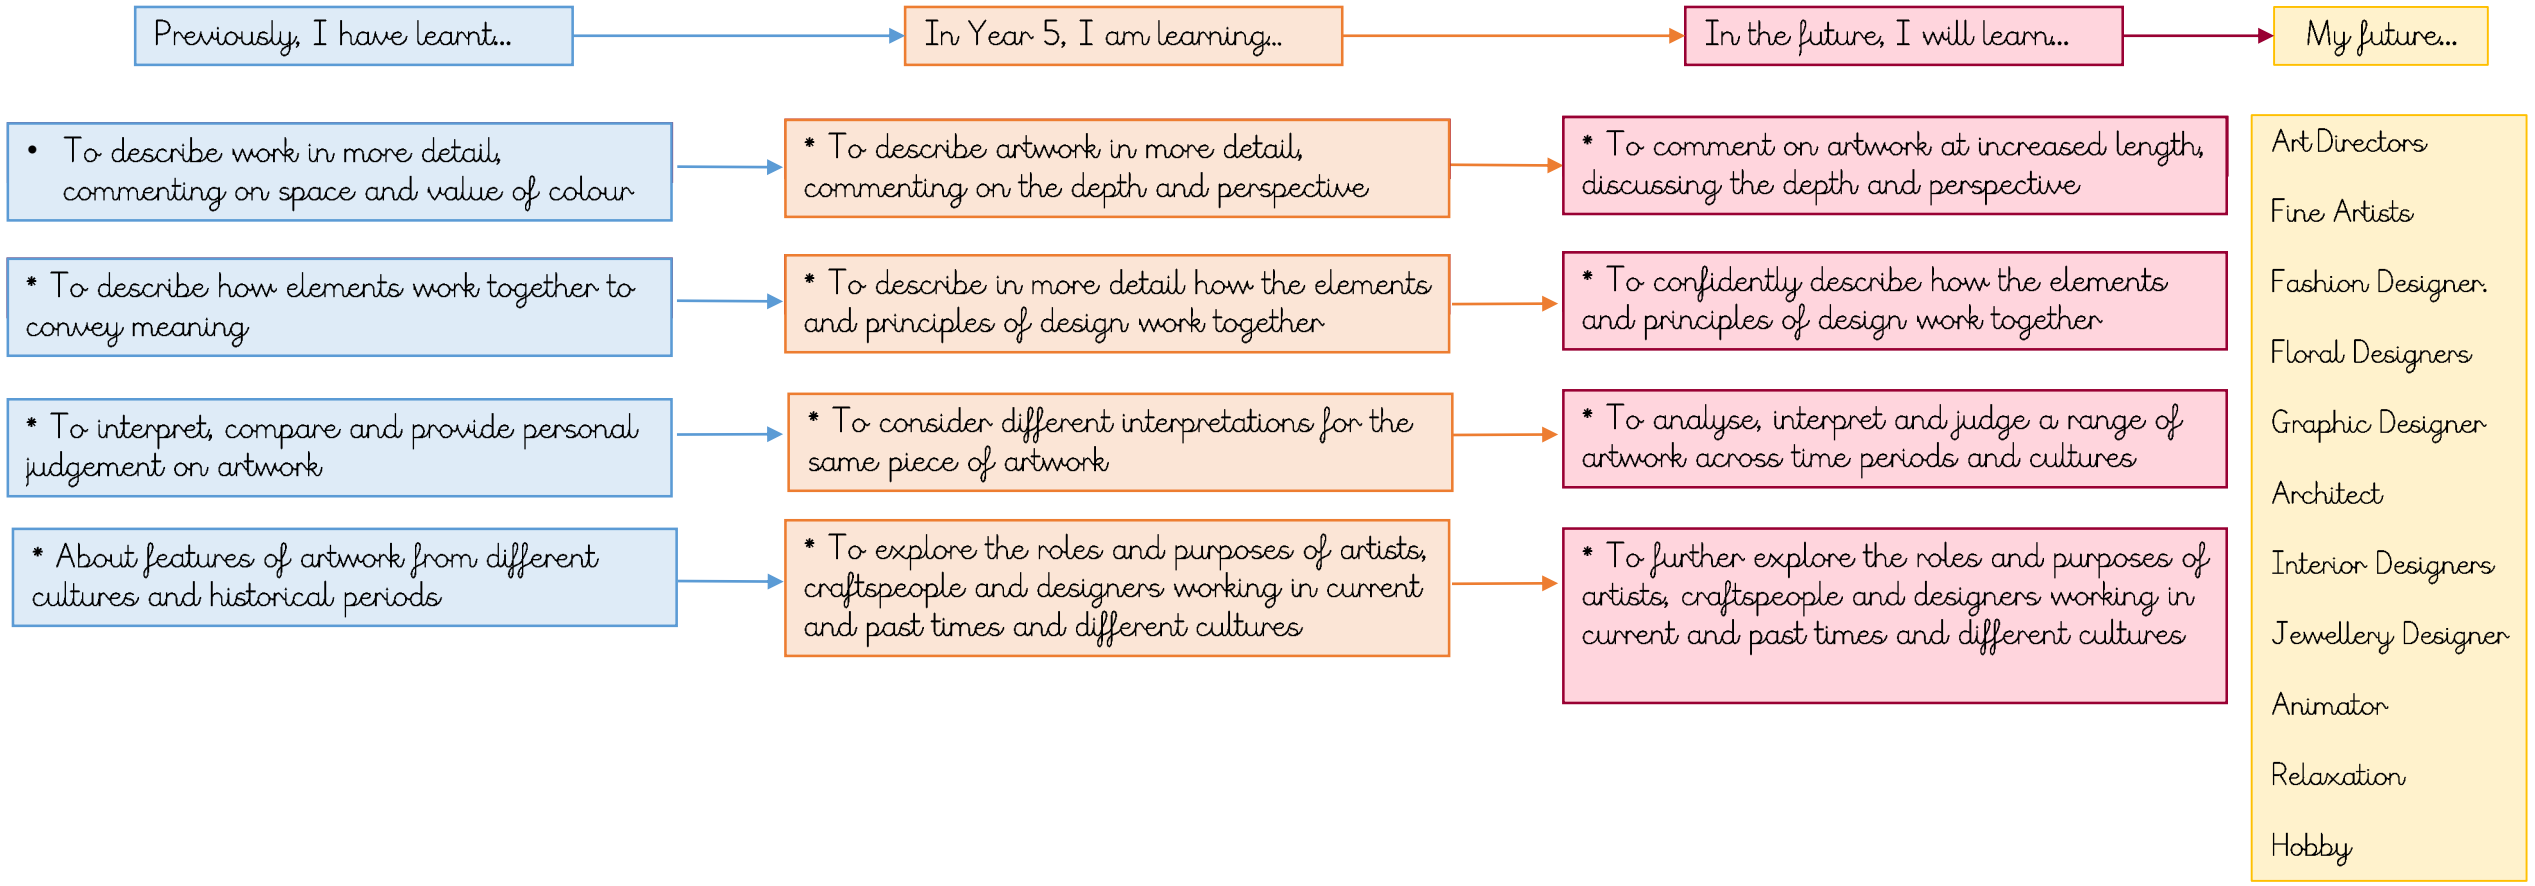 Previously, I have learnt...
In Year 5, I am learning...
In the future, I will learn...
My future...
• To describe work in more detail,
commenting on space and value of colour
* To describe artwork in more detail,
commenting on the depth and perspective
* To comment on artwork at increased length,
discussing the depth and perspective
* To describe how elements work together to
convey meaning
* To describe in more detail how the elements
and principles of design work together
* To confidently describe how the elements
and principles of design work together
* To interpret, compare and provide personal
judgement on artwork
* To consider different interpretations for the
same piece of artwork
* To analyse, interpret and judge a range of
artwork across time periods and cultures
* About features of artwork from different
cultures and historical periods
* To explore the roles and purposes of artists,
craftspeople and designers working in current
and past times and different cultures
* To further explore the roles and purposes of
artists, craftspeople and designers working in
current and past times and different cultures
Art Directors
Fine Artists
Fashion Designer.
Floral Designers
Graphic Designer
Architect
Interior Designers
Jewellery Designer
Animator
Relaxation
Hobby